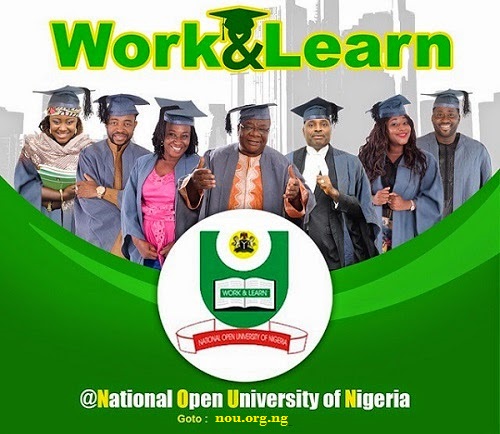 Work&Learn
WORK & LEARN
NATIONAL OPEN UNIVERSITY OF NIGERIA
@National Open University of Nigeria
Goto : nou.org.ng